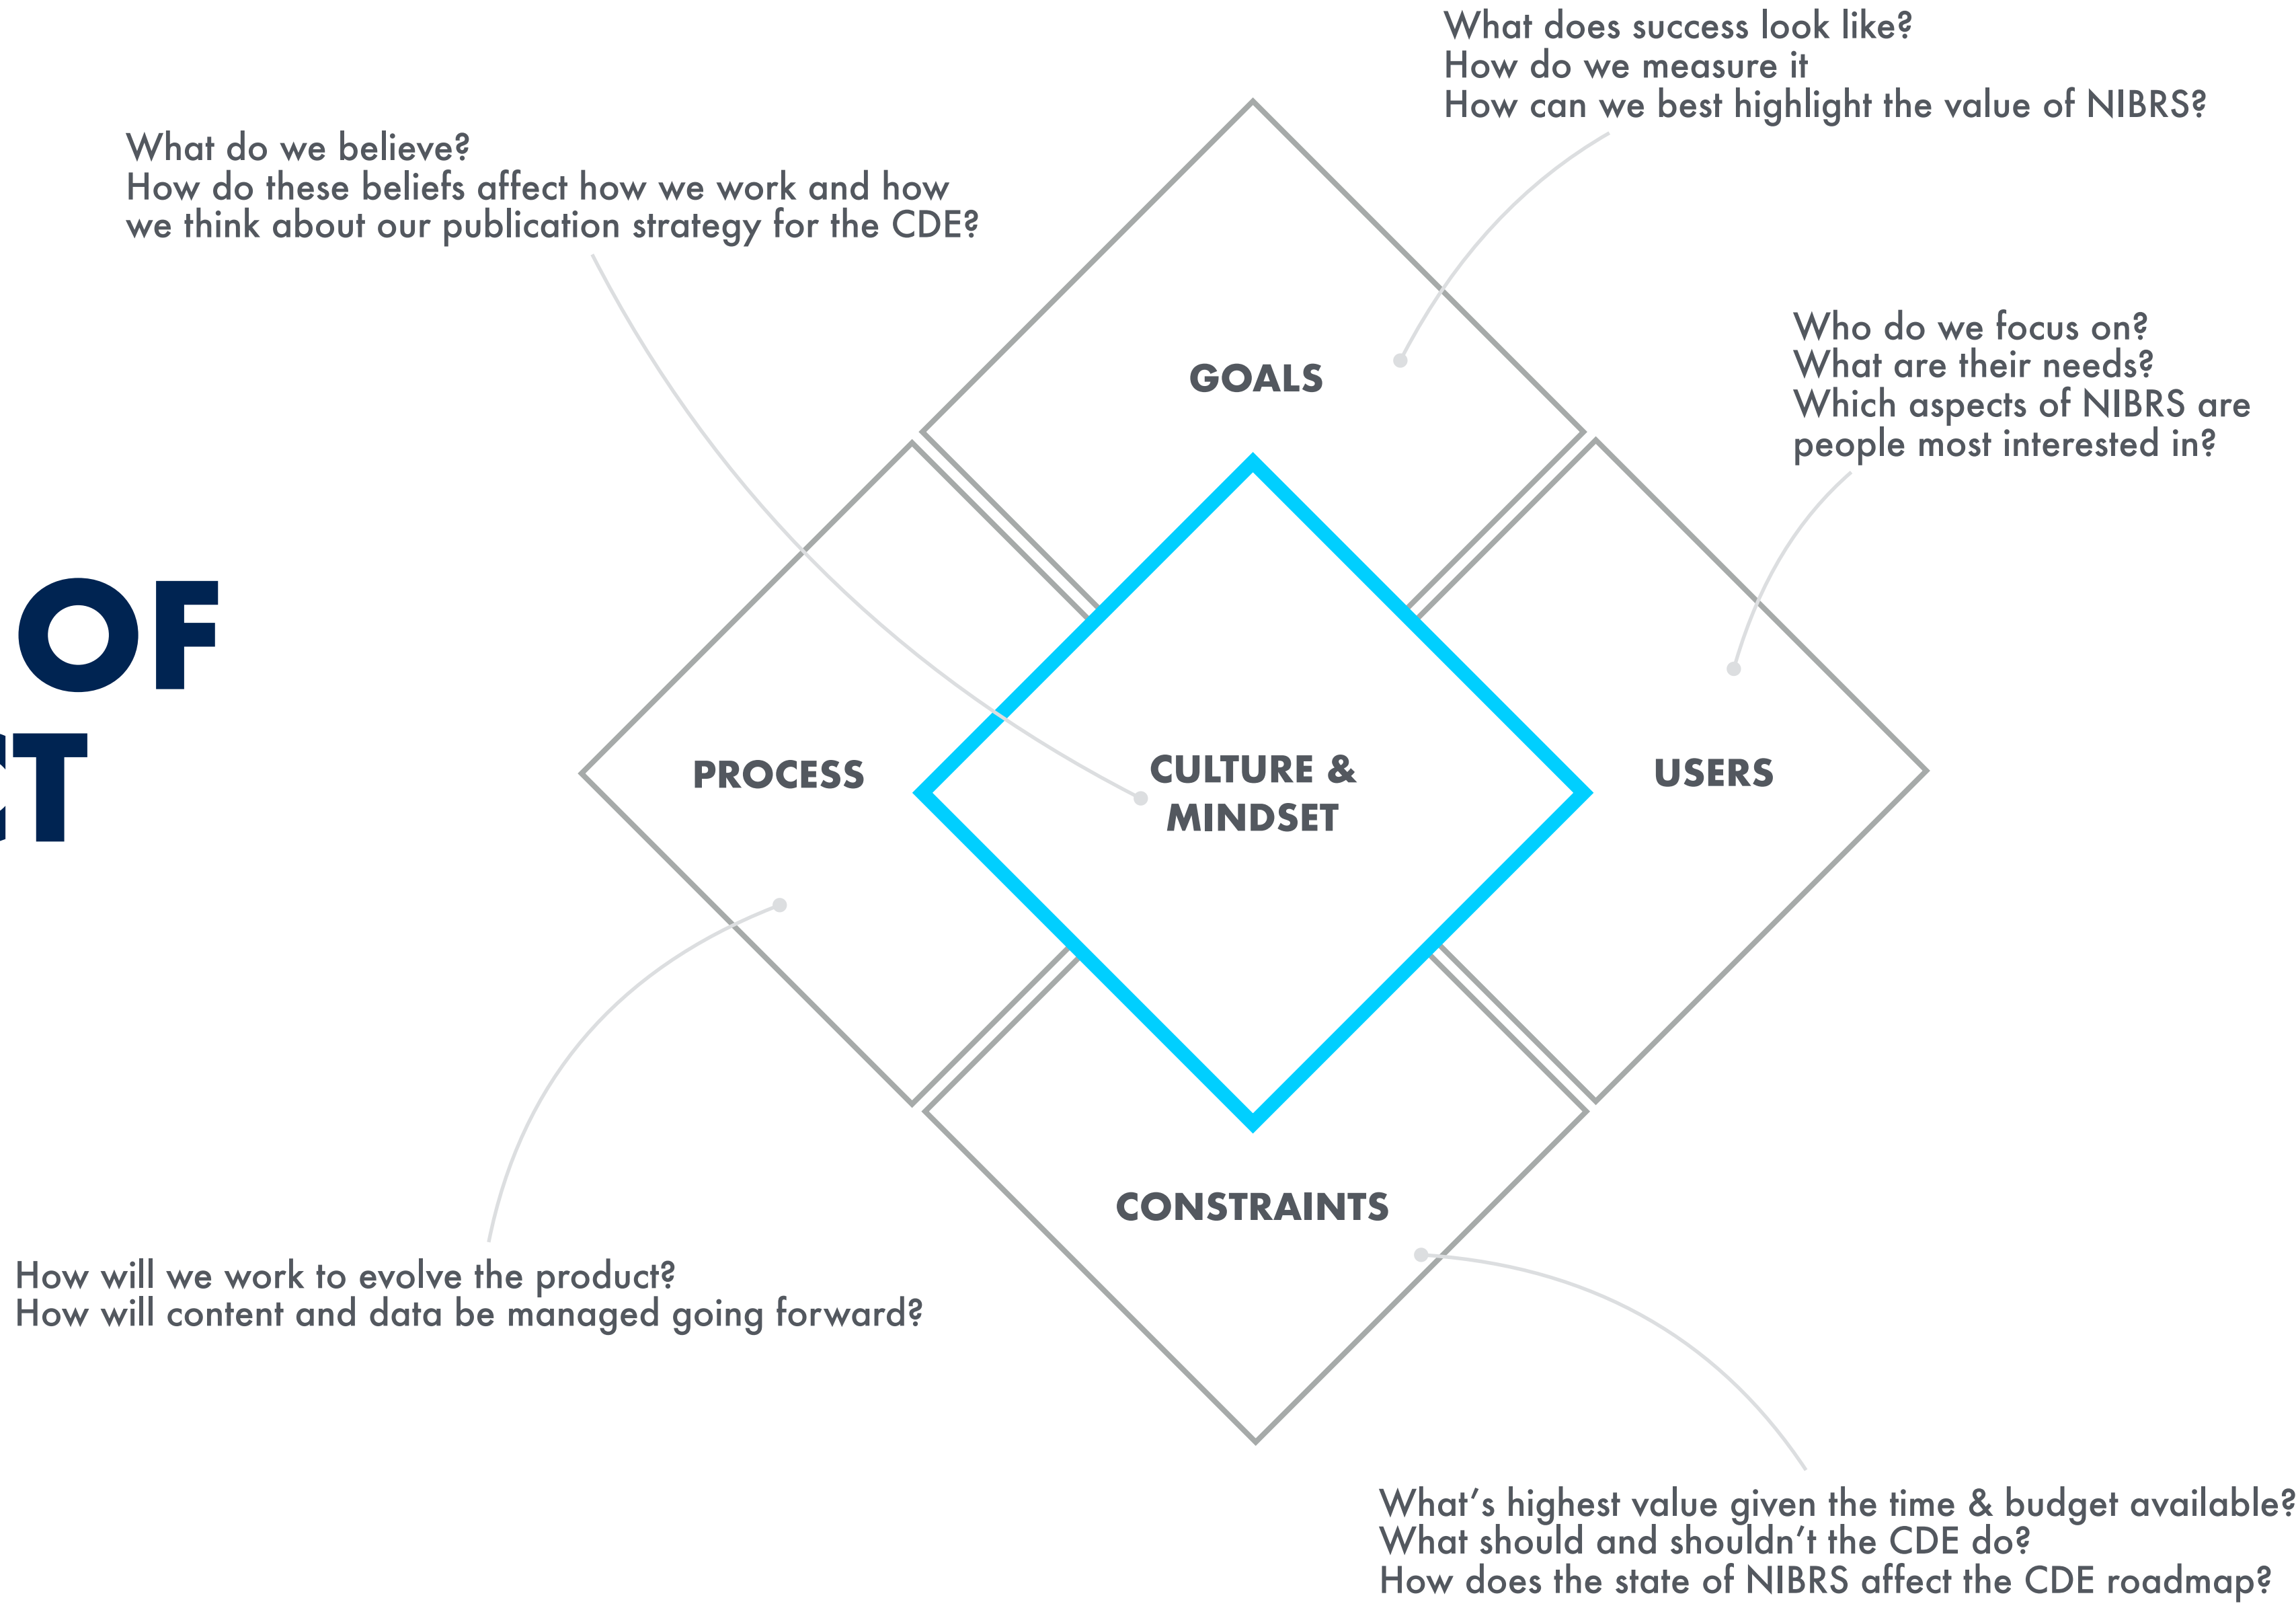 What does success look like?
How do we measure it
How can we best highlight the value of NIBRS?
What do we believe?
How do these beliefs affect how we work and how
we think about our publication strategy for the CDE?
Who do we focus on?
What are their needs?
Which aspects of NIBRS are
people most interested in?
GOALS
OF
PROCESS
CULTURE &
MINDSET
USERS
CONSTRAINTS
How will we work to evolve the product?
How will content and data be managed going forward?
What's highest value given the time & budget available?
What should and shouldn't the CDE do?
How does the state of NIBRS affect the CDE roadmap?